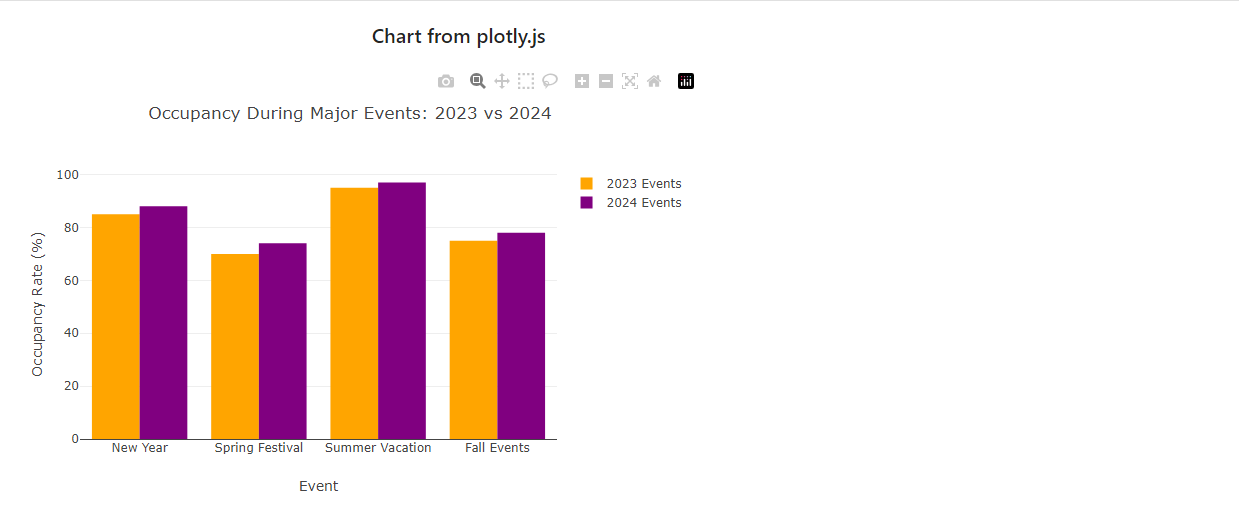 Chart from plotly.js
Occupancy During Major Events: 2023 vs 2024
100
80
60
40
20
0
Occupancy Rate (%)
New Year Spring Festival Summer Vacation Fall Events
Event
2023 Events
2024 Events